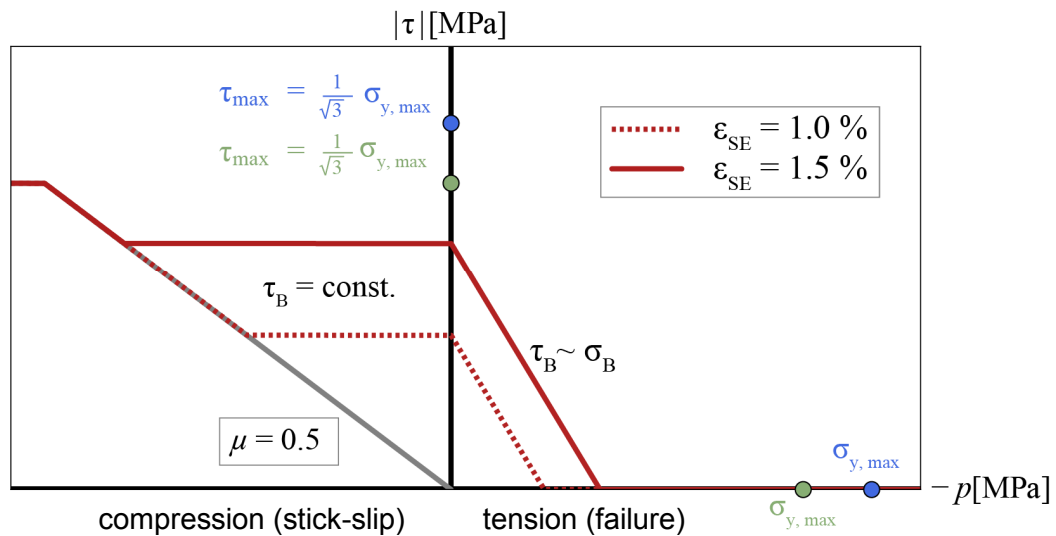 |τ| [MPa]
τmax = 1/√3 σy, max
τmax = 1/√3 σy, max
εSE = 1.0 %
εSE = 1.5 %
τB = const.
τB ~ σB
μ = 0.5
σy, max
σy, max
− p[MPa]
compression (stick-slip)
tension (failure)